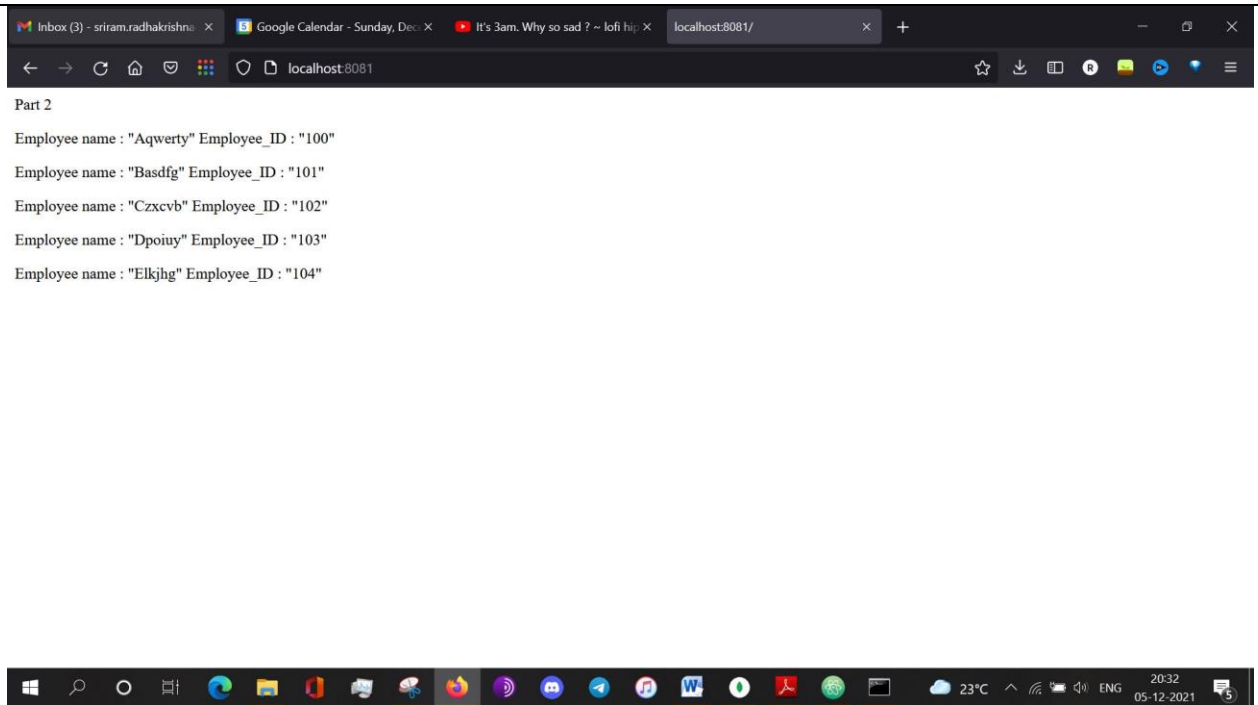 Inbox (3) - sriram.radhakrishna
Google Calendar - Sunday, Dec
It's 3am. Why so sad ? ~ lofi hip
localhost:8081/
localhost:8081
Part 2
Employee name : "Aqwerty" Employee_ID : "100"
Employee name : "Basdfg" Employee_ID : "101"
Employee name : "Czxcvb" Employee_ID : "102"
Employee name : "Dpoiuy" Employee_ID : "103"
Employee name : "Elkjhg" Employee_ID : "104"
23°C
ENG
20:32
05-12-2021
5